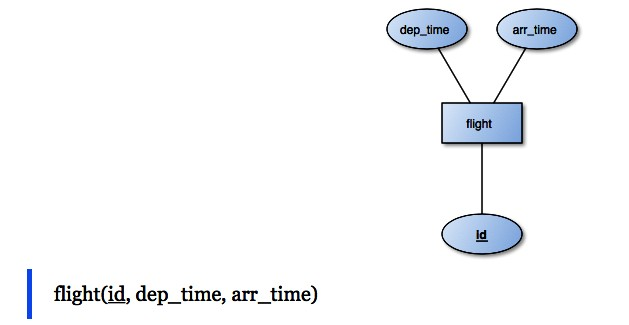 dep_time
arr_time
flight
id
flight(id, dep_time, arr_time)